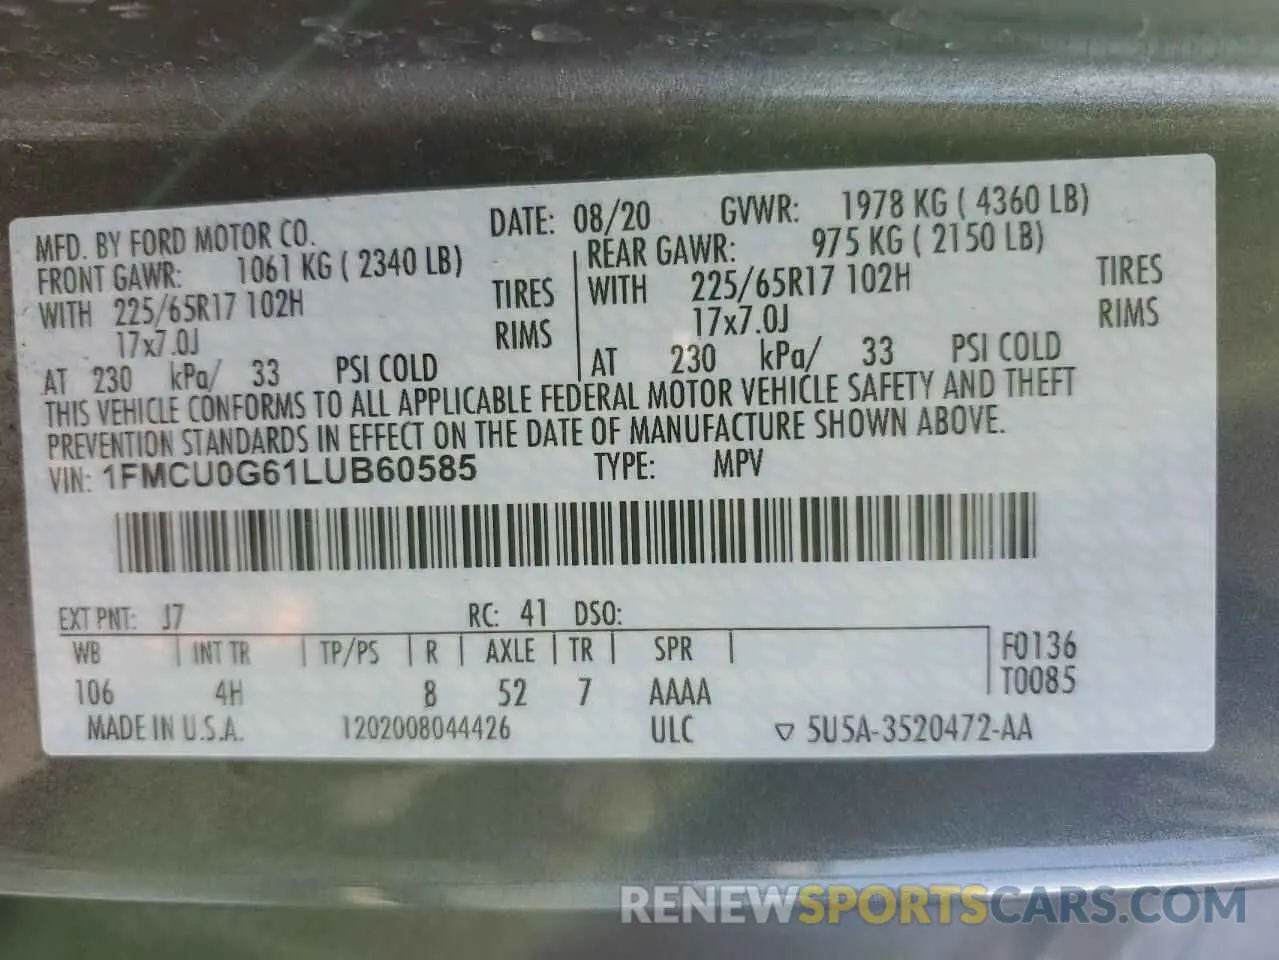 MFD. BY FORD MOTOR CO. DATE: 08/20 GVWR: 1978 KG ( 4360 LB)
FRONT GAWR: 1061 KG ( 2340 LB) REAR GAWR: 975 KG ( 2150 LB)
WITH 225/65R17 102H TIRES WITH 225/65R17 102H TIRES
17x7.0J RIMS 17x7.0J RIMS
AT 230 kPa/ 33 PSI COLD AT 230 kPa/ 33 PSI COLD
THIS VEHICLE CONFORMS TO ALL APPLICABLE FEDERAL MOTOR VEHICLE SAFETY AND THEFT
PREVENTION STANDARDS IN EFFECT ON THE DATE OF MANUFACTURE SHOWN ABOVE.
VIN: 1FMCU0G61LUB60585 TYPE: MPV
EXT PNT: J7 RC: 41 DSO:
WB INT TR TP/PS R AXLE TR SPR F0136
106 4H 8 52 7 AAAA T0085
MADE IN U.S.A. 1202008044426 ULC ▽ 5U5A-3520472-AA
RENEWSPORTSCARS.COM